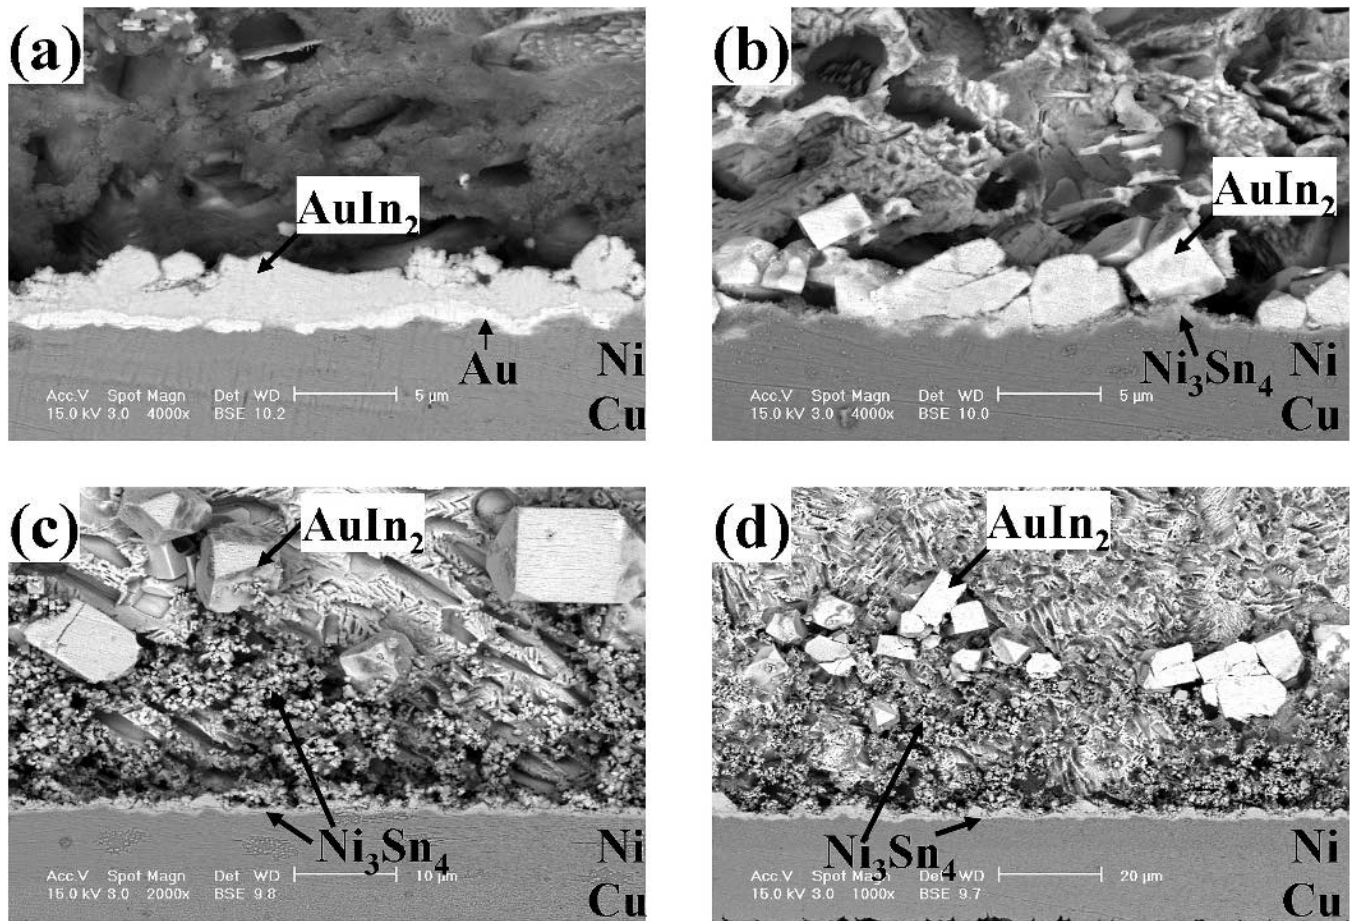 (a)
AuIn₂
Au
Ni
Cu
Acc.V Spot Magn Det WD 5 µm
15.0 kV 3.0 4000x BSE 10.2
(b)
AuIn₂
Ni₃Sn₄
Ni
Cu
Acc.V Spot Magn Det WD 5 µm
15.0 kV 3.0 4000x BSE 10.0
(c)
AuIn₂
Ni₃Sn₄
Ni
Cu
Acc.V Spot Magn Det WD 10 µm
15.0 kV 3.0 2000x BSE 9.8
(d)
AuIn₂
Ni₃Sn₄
Ni
Cu
Acc.V Spot Magn Det WD 20 µm
15.0 kV 3.0 1000x BSE 9.7